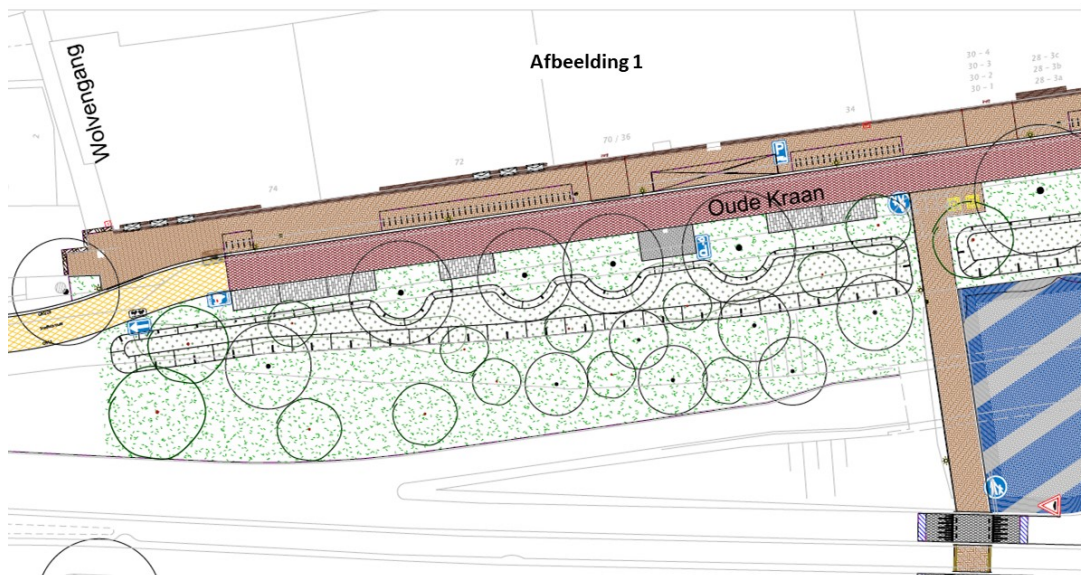 Afbeelding 1
Wolvengang
2
74
72
70 / 36
34
30 - 4
30 - 3
30 - 2
30 - 1
28 - 3c
28 - 3b
28 - 3a
P
Oude Kraan